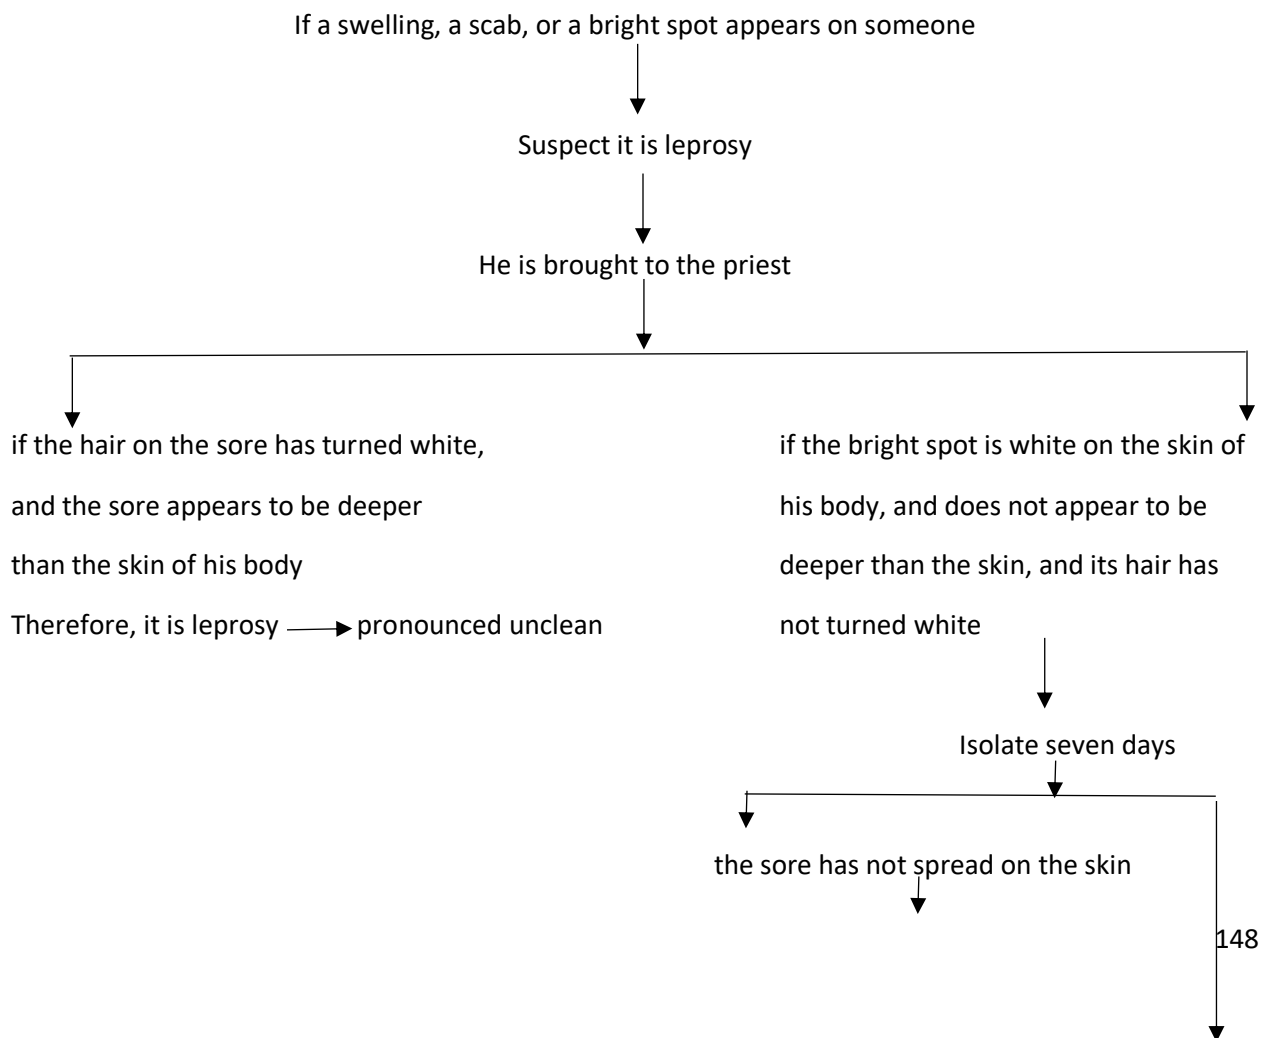 If a swelling, a scab, or a bright spot appears on someone
Suspect it is leprosy
He is brought to the priest
if the hair on the sore has turned white,
and the sore appears to be deeper
than the skin of his body
Therefore, it is leprosy
pronounced unclean
if the bright spot is white on the skin of
his body, and does not appear to be
deeper than the skin, and its hair has
not turned white
Isolate seven days
the sore has not spread on the skin
148